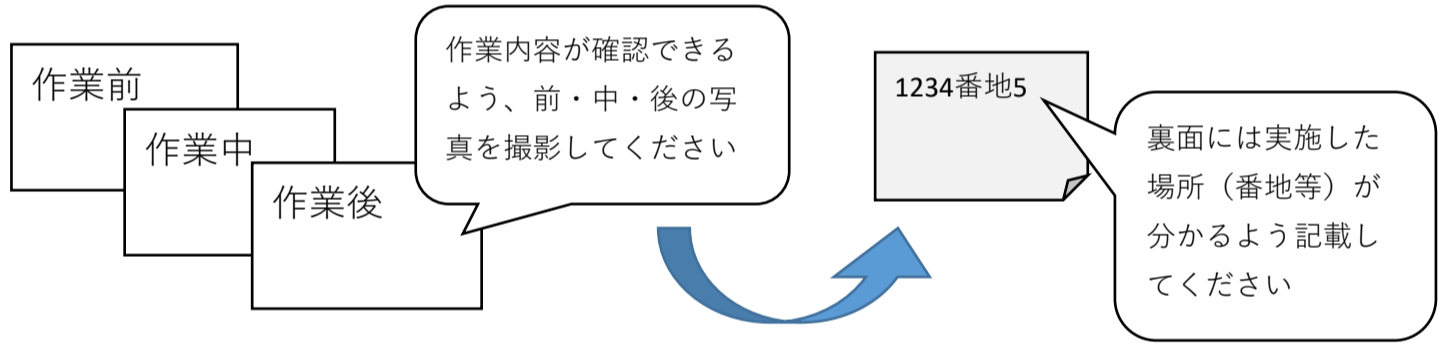 作業前
作業中
作業後
作業内容が確認できる
よう、前・中・後の写
真を撮影してください
1234番地5
裏面には実施した
場所（番地等）が
分かるよう記載し
てください